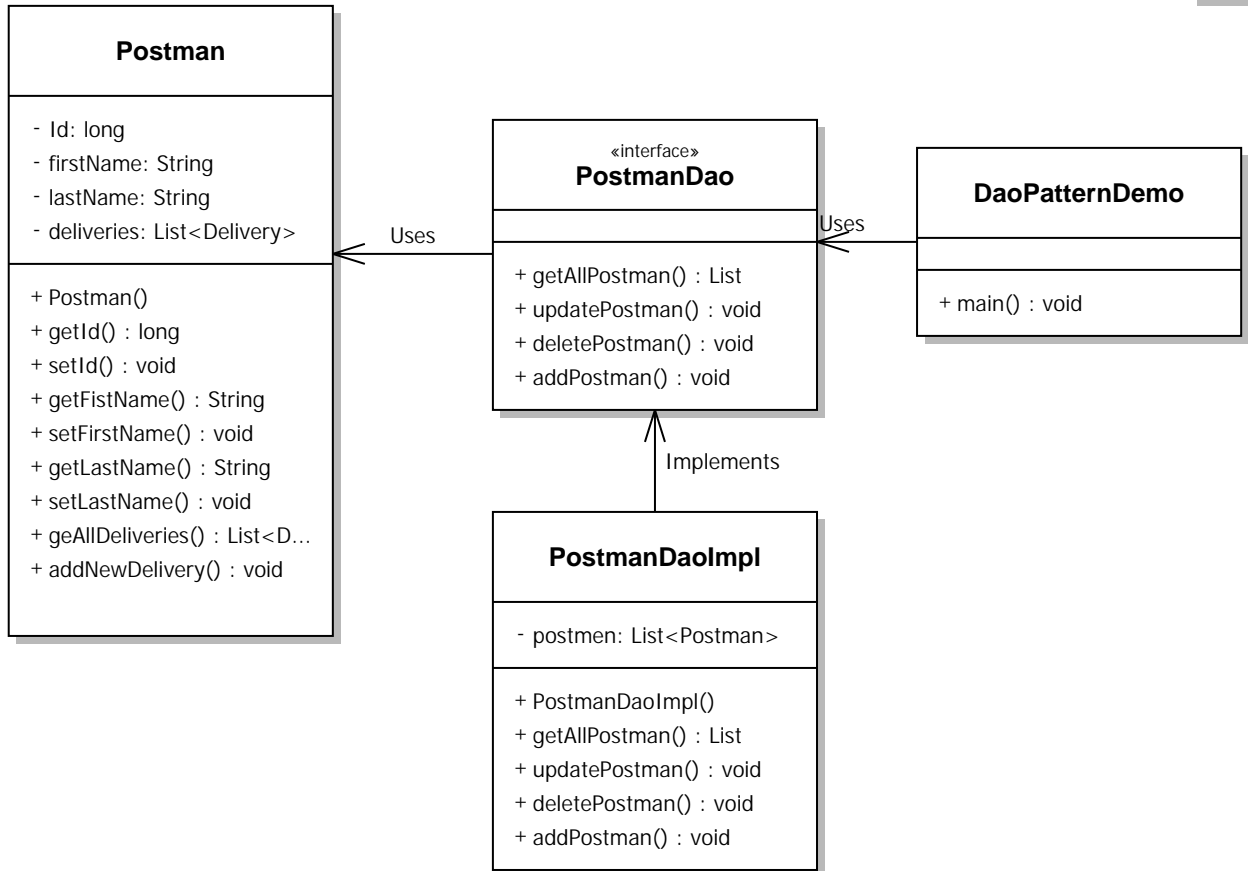 Postman
- Id: long
- firstName: String
- lastName: String
- deliveries: List<Delivery>
+ Postman()
+ getId() : long
+ setId() : void
+ getFistName() : String
+ setFirstName() : void
+ getLastName() : String
+ setLastName() : void
+ geAllDeliveries() : List<D...
+ addNewDelivery() : void
Uses
«interface»
PostmanDao
+ getAllPostman() : List
+ updatePostman() : void
+ deletePostman() : void
+ addPostman() : void
Uses
DaoPatternDemo
+ main() : void
Implements
PostmanDaoImpl
- postmen: List<Postman>
+ PostmanDaoImpl()
+ getAllPostman() : List
+ updatePostman() : void
+ deletePostman() : void
+ addPostman() : void